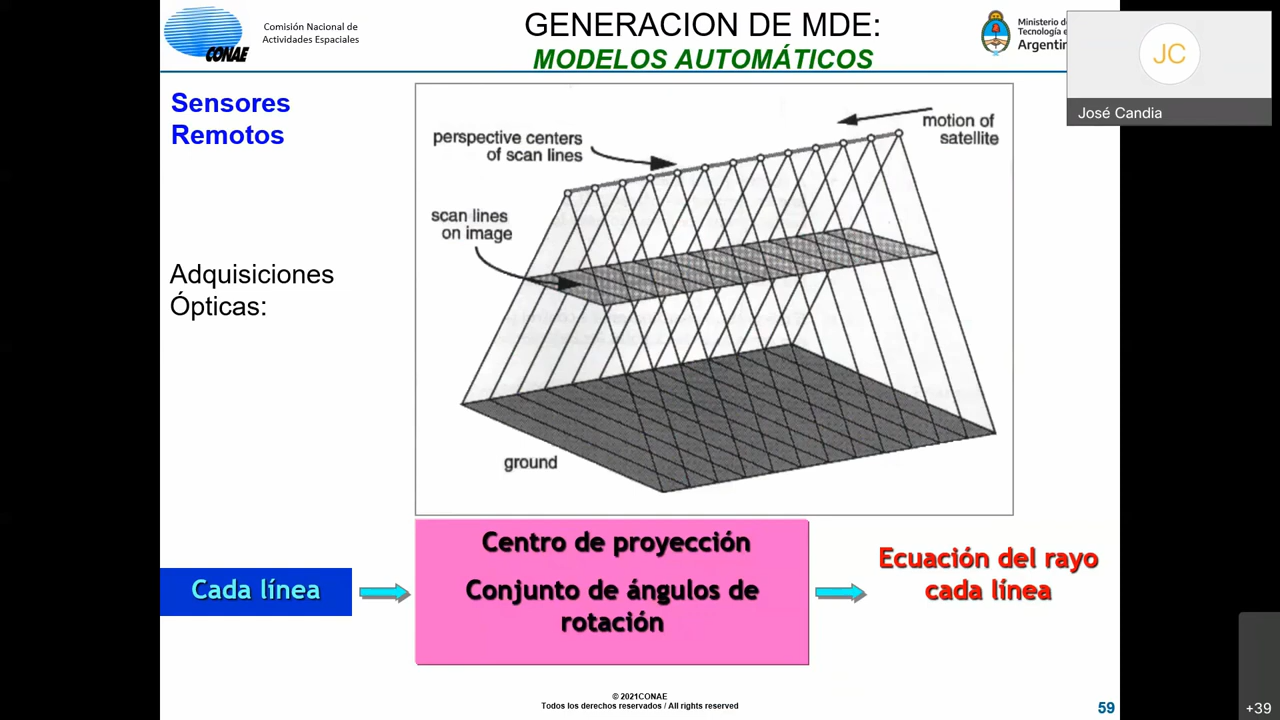 Comisión Nacional de
Actividades Espaciales
CONAE
GENERACION DE MDE:
MODELOS AUTOMÁTICOS
Ministerio
Tecnología
Argentin
JC
José Candia
Sensores
Remotos
Adquisiciones
Ópticas:
perspective centers
of scan lines
motion of
satellite
scan lines
on image
ground
Cada línea
Centro de proyección
Conjunto de ángulos de
rotación
Ecuación del rayo
cada línea
© 2021CONAE
Todos los derechos reservados / All rights reserved
59
+39